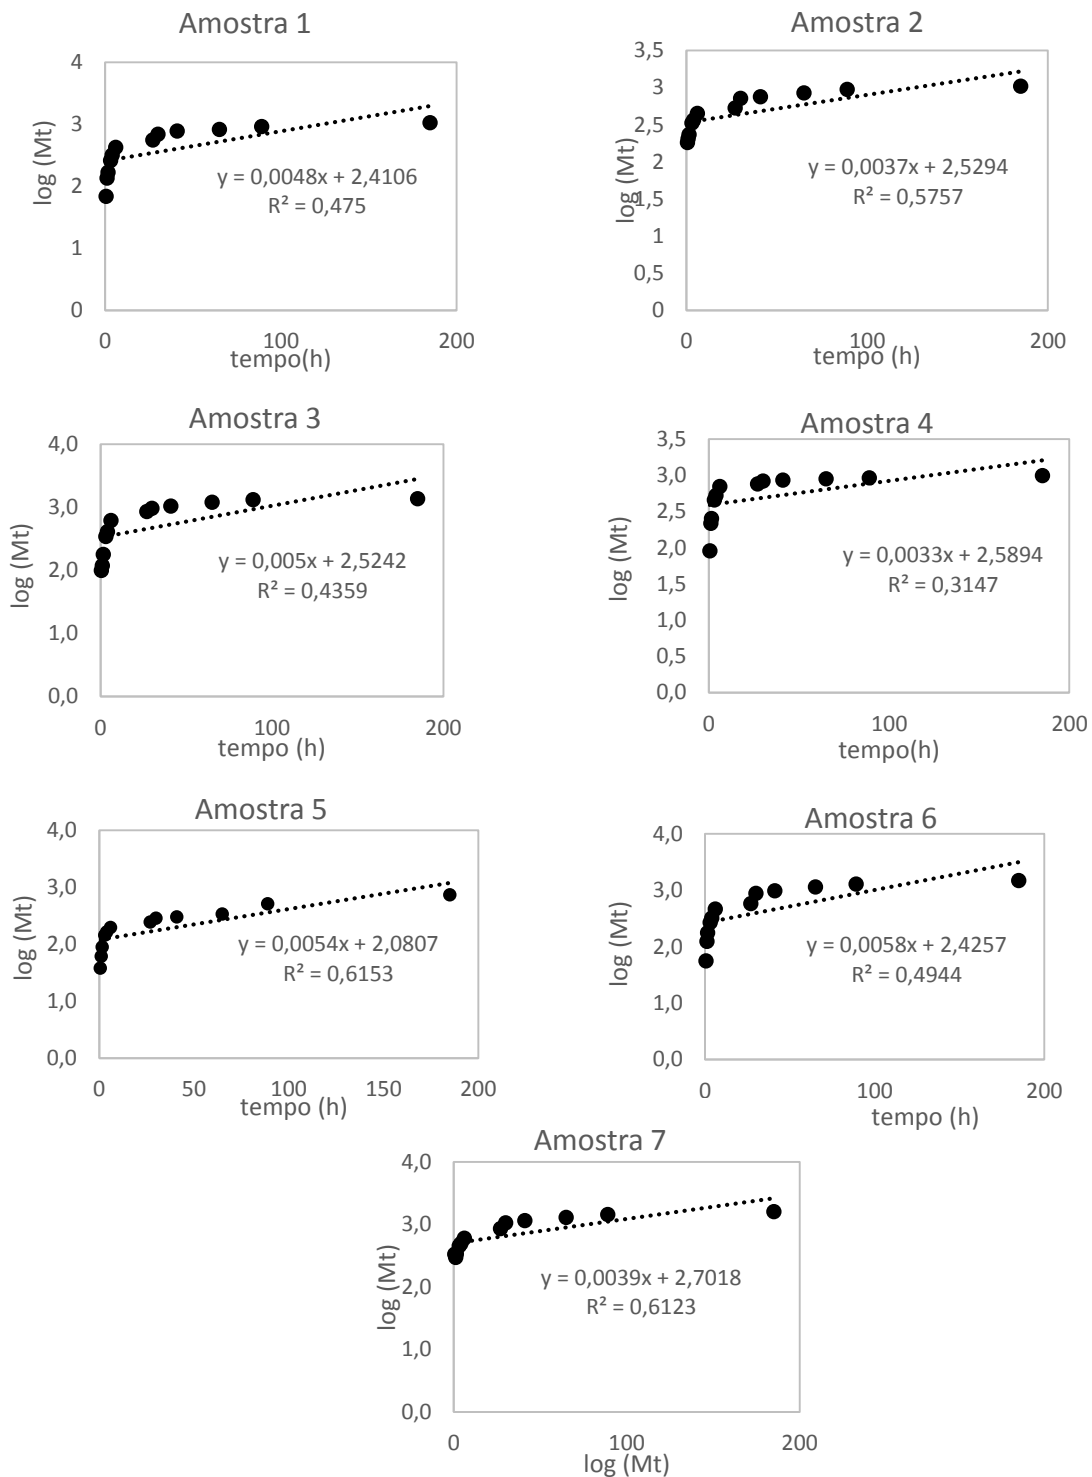 Amostra 1
4
3
2
1
0
log (Mt)
y = 0,0048x + 2,4106
R² = 0,475
0
100
200
tempo(h)
Amostra 2
3,5
3
2,5
2
1,5
1
0,5
0
log (Mt)
y = 0,0037x + 2,5294
R² = 0,5757
0
100
200
tempo (h)
Amostra 3
4,0
3,0
2,0
1,0
0,0
log (Mt)
y = 0,005x + 2,5242
R² = 0,4359
0
100
200
tempo (h)
Amostra 4
3,5
3,0
2,5
2,0
1,5
1,0
0,5
0,0
log (Mt)
y = 0,0033x + 2,5894
R² = 0,3147
0
100
200
tempo(h)
Amostra 5
4,0
3,0
2,0
1,0
0,0
log (Mt)
y = 0,0054x + 2,0807
R² = 0,6153
0
50
100
150
200
tempo (h)
Amostra 6
4,0
3,0
2,0
1,0
0,0
log (Mt)
y = 0,0058x + 2,4257
R² = 0,4944
0
100
200
tempo (h)
Amostra 7
4,0
3,0
2,0
1,0
0,0
log (Mt)
y = 0,0039x + 2,7018
R² = 0,6123
0
100
200
log (Mt)